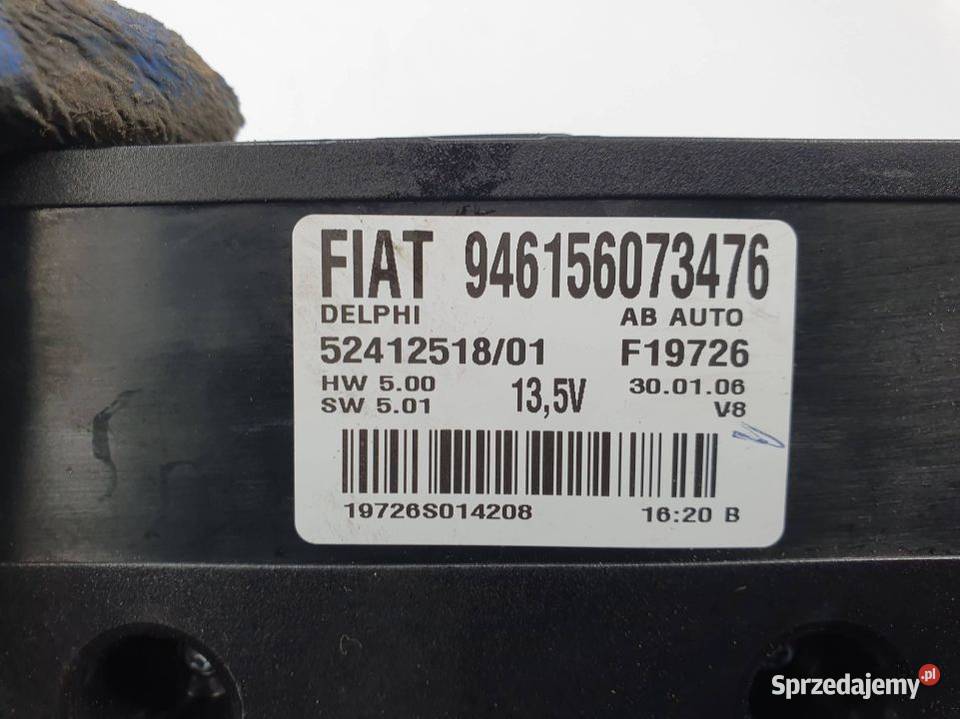 FIAT 946156073476
DELPHI AB AUTO
52412518/01 F19726
HW 5.00 13,5V 30.01.06
SW 5.01 V8
19726S014208 16:20 B
Sprzedajemy.pl